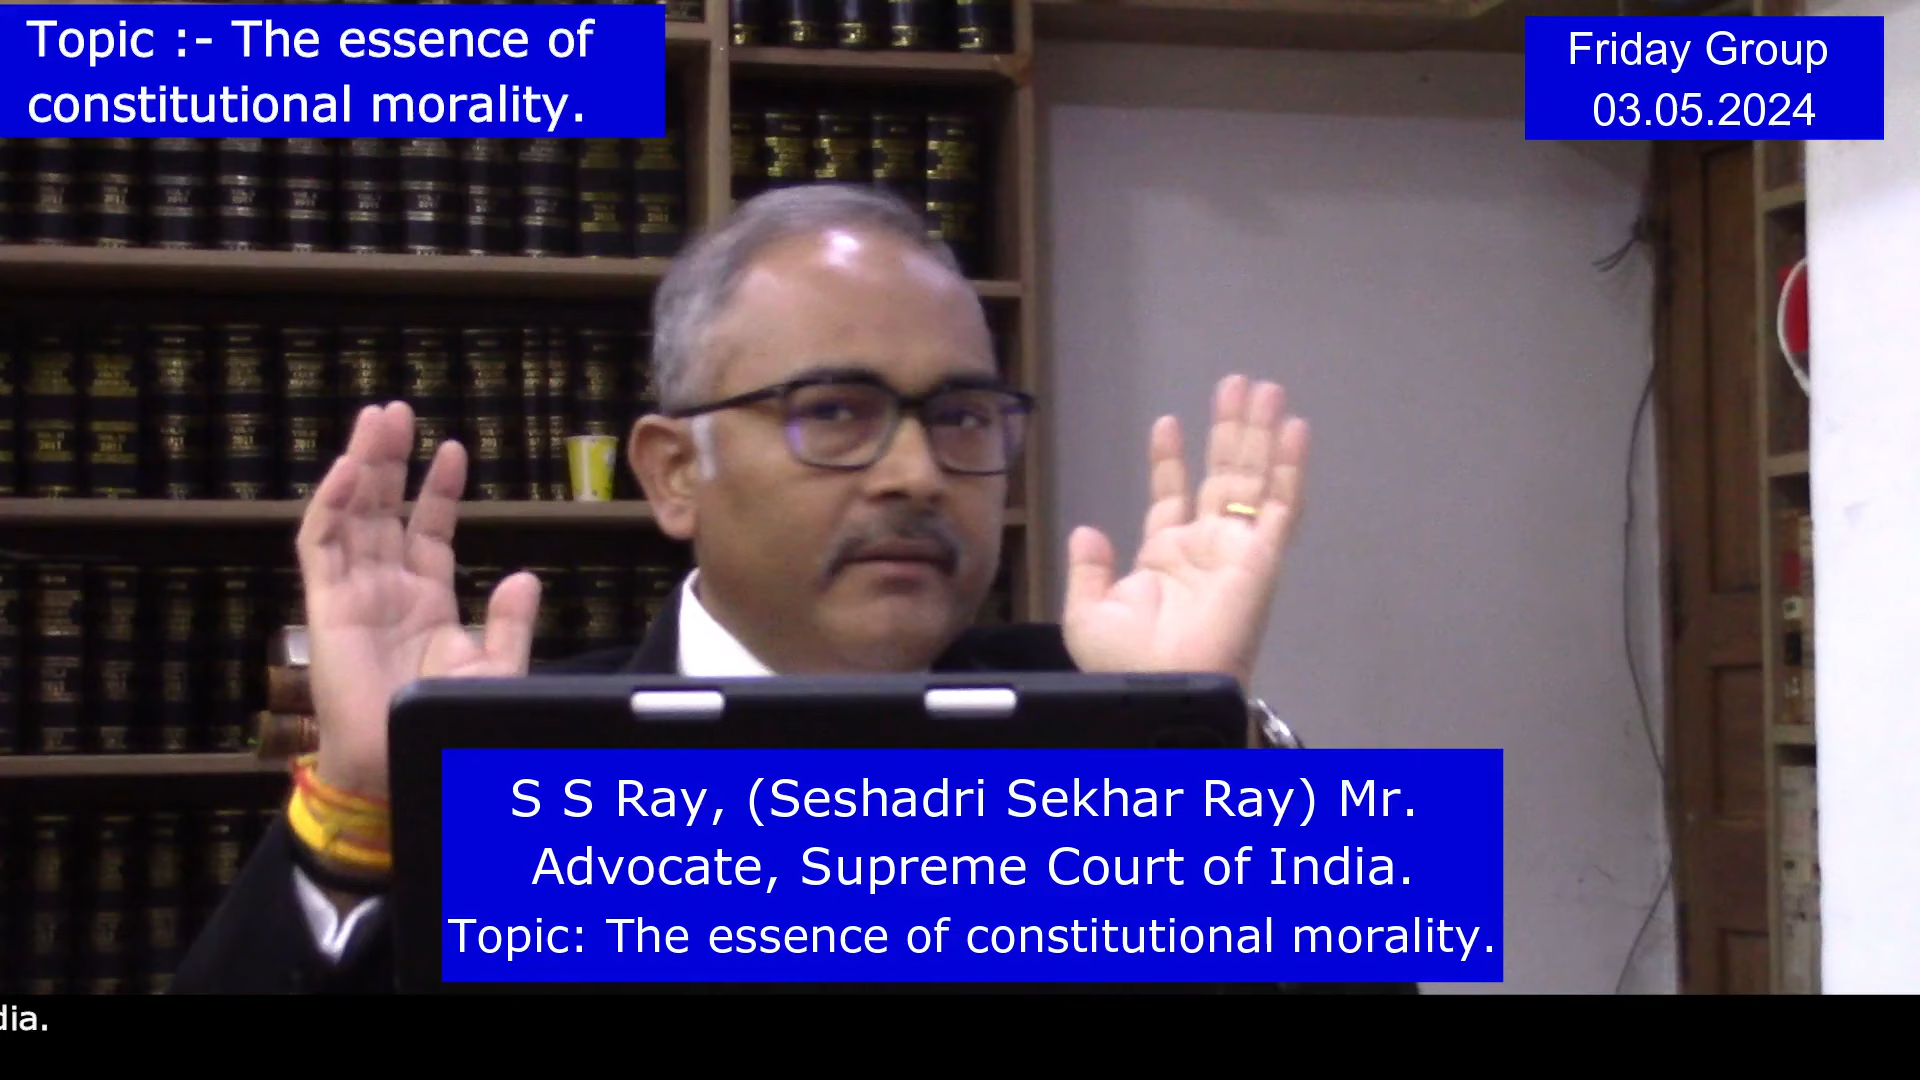 Topic :- The essence of
constitutional morality.
Friday Group
03.05.2024
S S Ray, (Seshadri Sekhar Ray) Mr.
Advocate, Supreme Court of India.
Topic: The essence of constitutional morality.
dia.